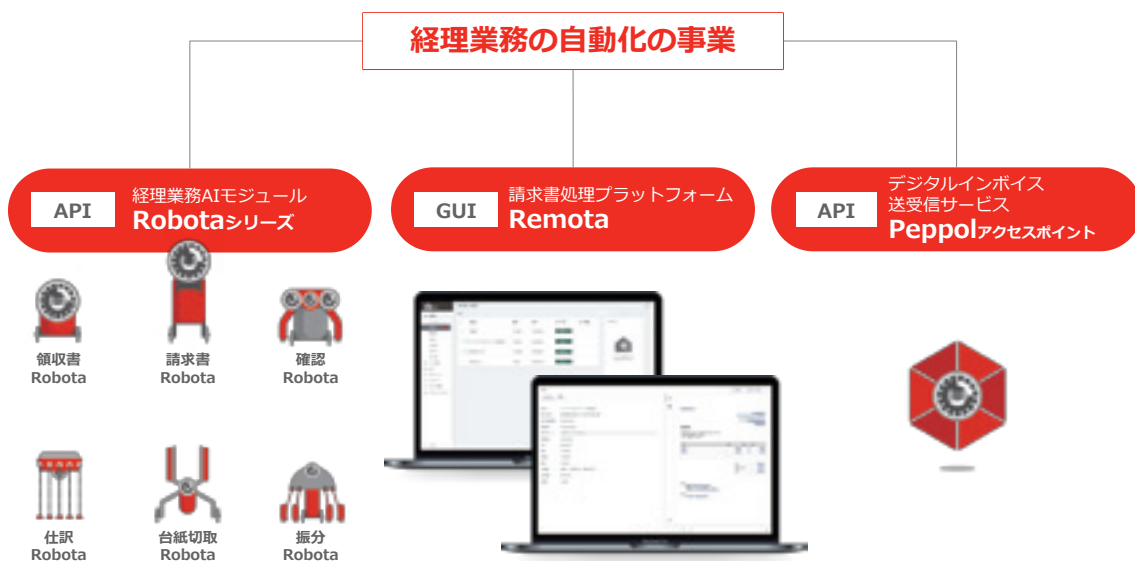 経理業務の自動化の事業
API
経理業務AIモジュール
Robotaシリーズ
GUI
請求書処理プラットフォーム
Remota
API
デジタルインボイス
送受信サービス
Peppolアクセスポイント
領収書
Robota
請求書
Robota
確認
Robota
仕訳
Robota
台紙切取
Robota
振分
Robota